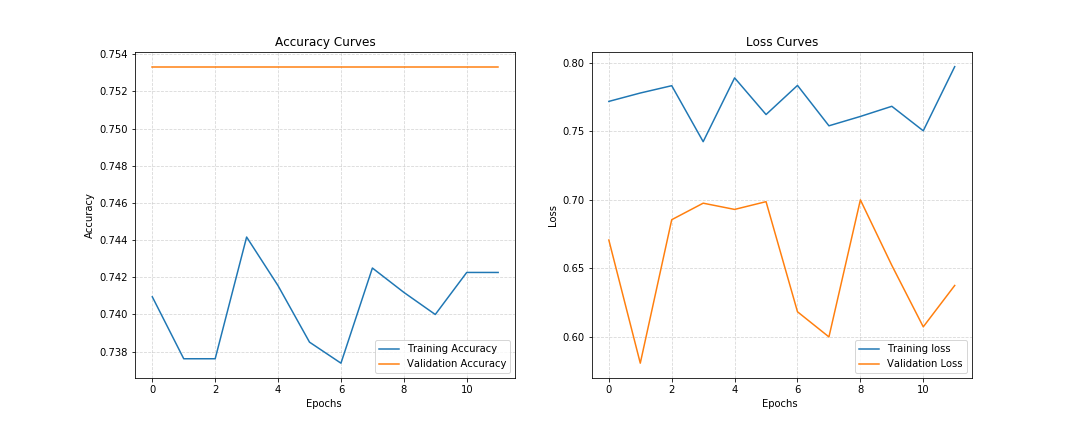 Accuracy Curves
0.754
0.752
0.750
0.748
0.746
0.744
0.742
0.740
0.738
Accuracy
0 2 4 6 8 10
Epochs
Training Accuracy
Validation Accuracy
Loss Curves
0.80
0.75
0.70
0.65
0.60
Loss
0 2 4 6 8 10
Epochs
Training loss
Validation Loss